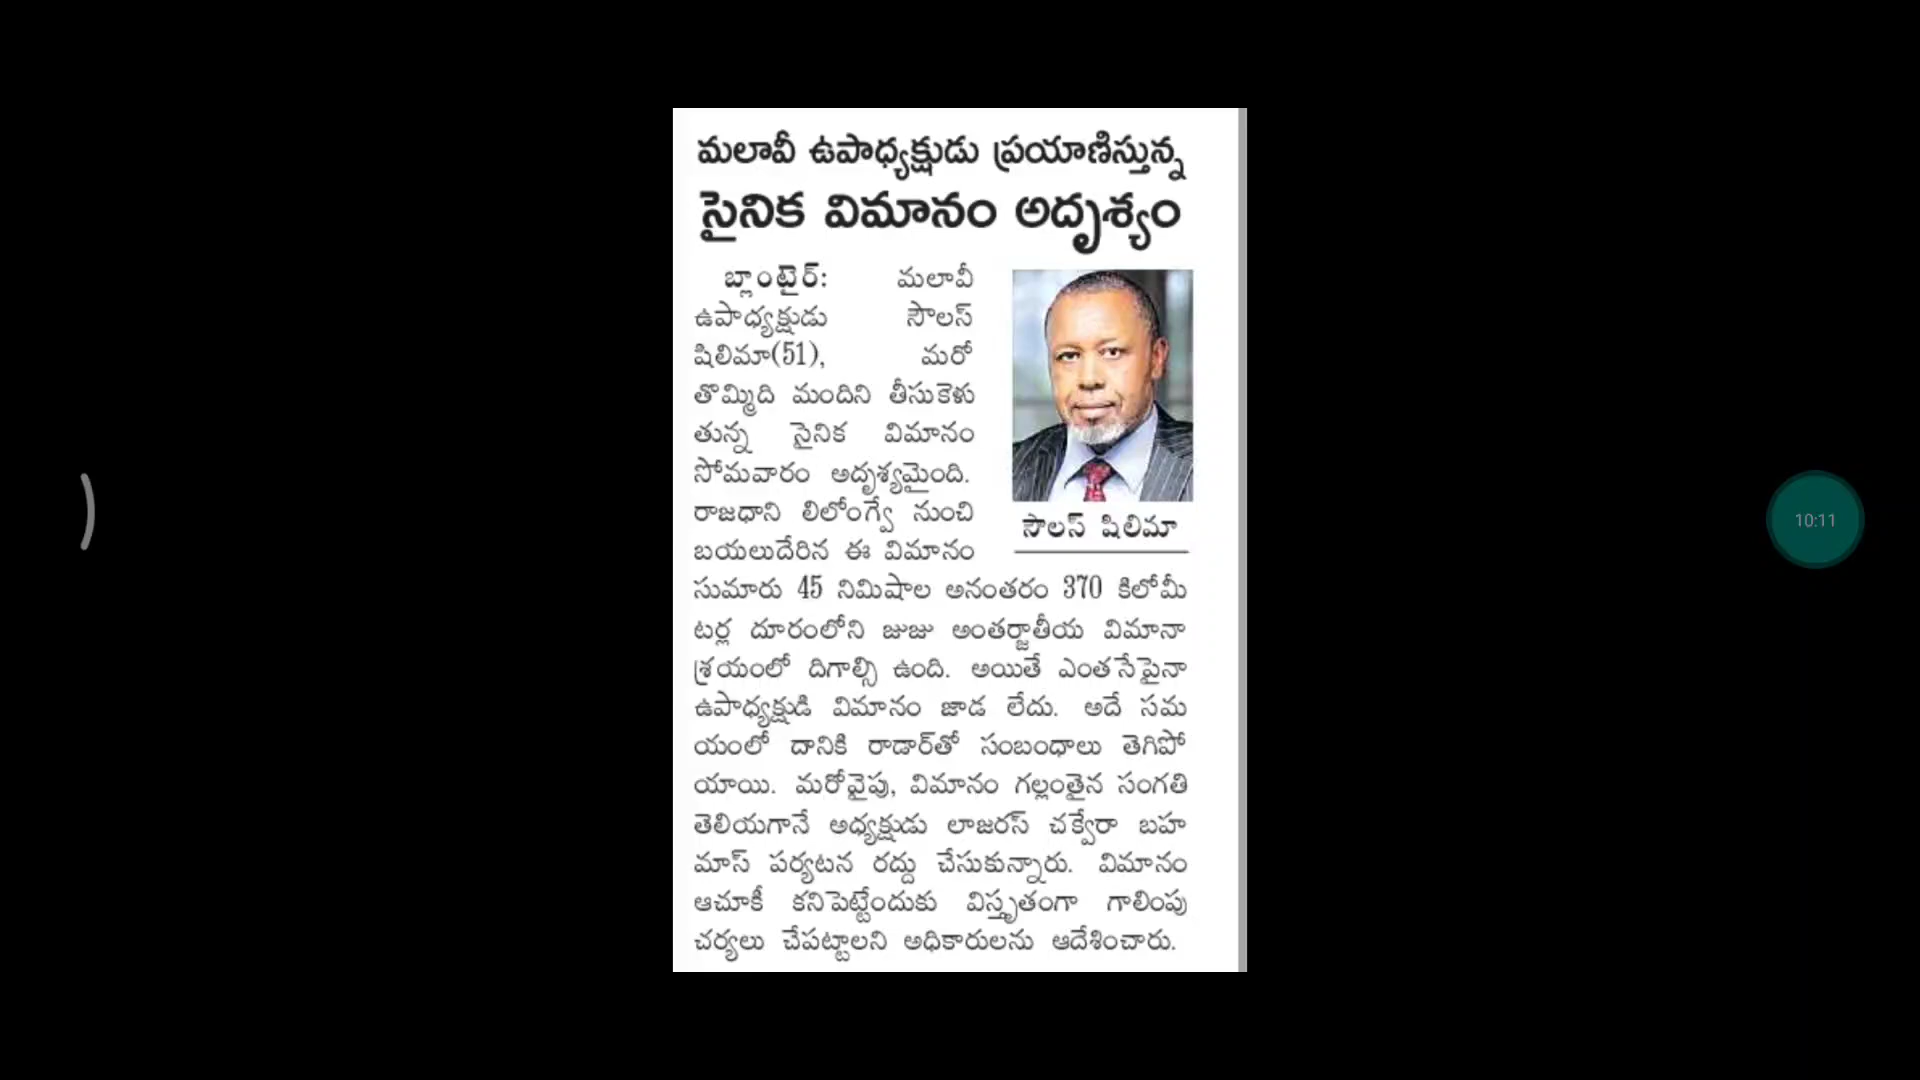 మలావీ ఉపాధ్యక్షుడు ప్రయాణిస్తున్న
సైనిక విమానం అదృశ్యం
బ్లాంటైర్: మలావీ
ఉపాధ్యక్షుడు సౌలస్
షిలిమా(51), మరో
తొమ్మిది మందిని తీసుకెళు
తున్న సైనిక విమానం
సోమవారం అదృశ్యమైంది.
రాజధాని లిలోంగ్వే నుంచి
బయలుదేరిన ఈ విమానం
సౌలస్ షిలిమా
సుమారు 45 నిమిషాల అనంతరం 370 కిలోమీ
టర్ల దూరంలోని జుజు అంతర్జాతీయ విమానా
శ్రయంలో దిగాల్సి ఉంది. అయితే ఎంతసేపైనా
ఉపాధ్యక్షుడి విమానం జాడ లేదు. అదే సమ
యంలో దానికి రాడార్‌తో సంబంధాలు తెగిపో
యాయి. మరోవైపు, విమానం గల్లంతైన సంగతి
తెలియగానే అధ్యక్షుడు లాజరస్ చక్వేరా బహ
మాస్ పర్యటన రద్దు చేసుకున్నారు. విమానం
ఆచూకీ కనిపెట్టేందుకు విస్తృతంగా గాలింపు
చర్యలు చేపట్టాలని అధికారులను ఆదేశించారు.
10:11